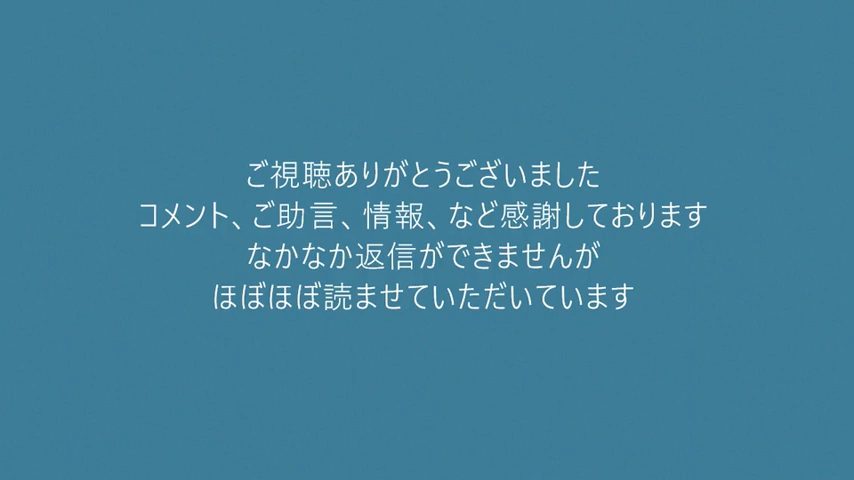 ご視聴ありがとうございました
コメント、ご助言、情報、など感謝しております
なかなか返信ができませんが
ほぼほぼ読ませていただいています